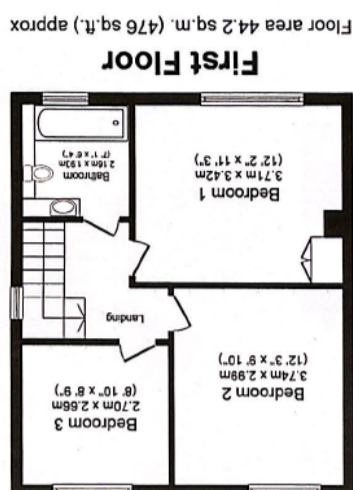 First Floor
Floor area 44.2 sq.m. (476 sq.ft.) approx
Bedroom 2
3.74m x 2.99m
(12' 3" x 9' 10")
Bedroom 3
2.70m x 2.66m
(8' 10" x 8' 9")
Landing
Bedroom 1
3.71m x 3.42m
(12' 2" x 11' 3")
Bathroom
2.16m x 1.93m
(7' 1" x 6' 4")